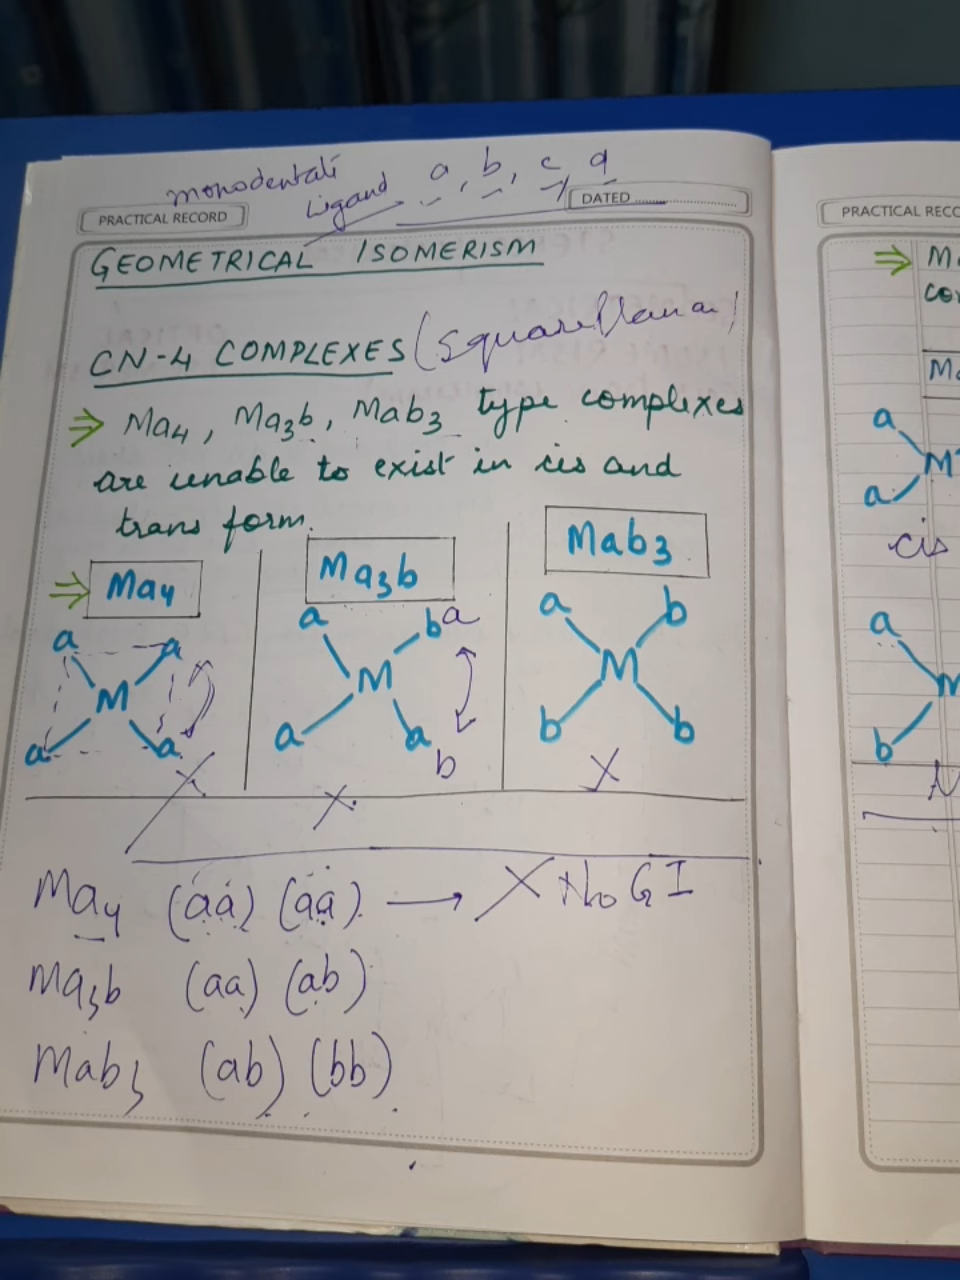 monodentate
Ligand a, b, c, d
PRACTICAL RECORD
DATED
GEOMETRICAL ISOMERISM
CN-4 COMPLEXES (Square Planar)
⇒ Ma4, Ma3b, Mab3 type complexes
are unable to exist in cis and
trans form.
⇒ Ma4
Ma3b
Mab3
a a
M
a a
a b a
M
a a
b
a b
M
b b
X X X
Ma4 (aa) (aa) → X No G I
Ma3b (aa) (ab)
Mab3 (ab) (bb)
PRACTICAL RECO
⇒ M
co
M
a
M
a
cis
a
M
b